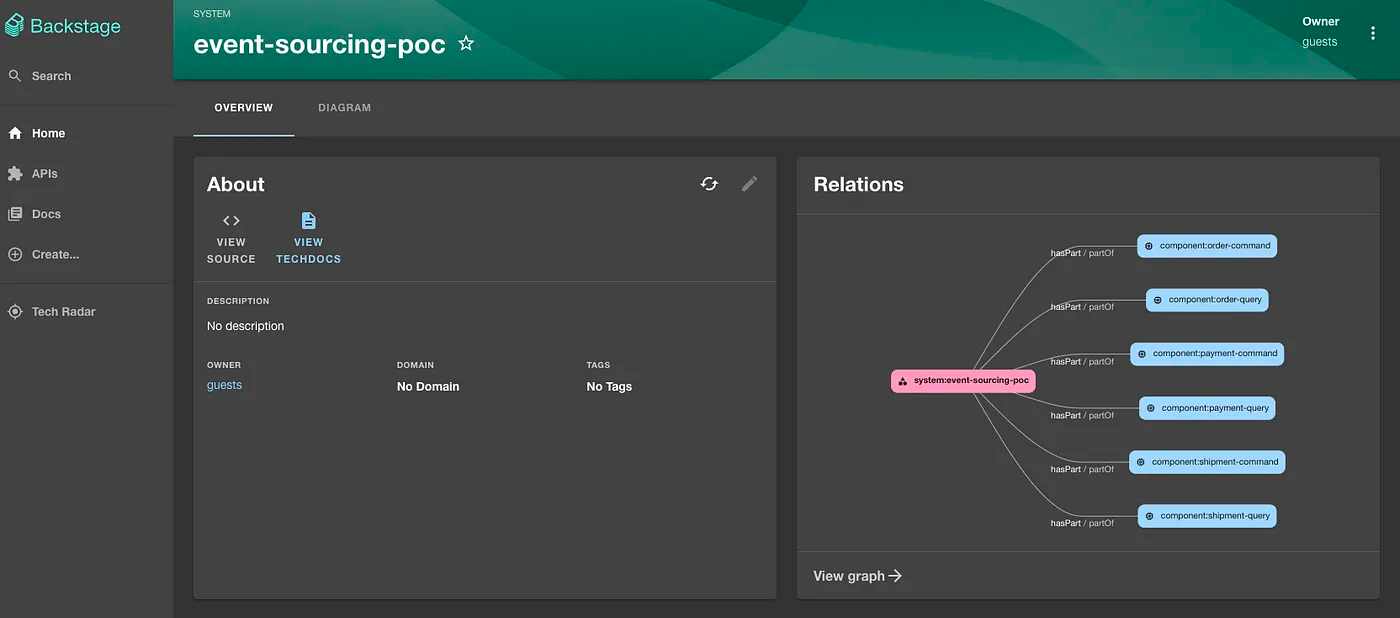 Backstage
Search
Home
APIs
Docs
Create...
Tech Radar
SYSTEM
event-sourcing-poc
Owner
guests
OVERVIEW
DIAGRAM
About
VIEW
SOURCE
VIEW
TECHDOCS
DESCRIPTION
No description
OWNER
guests
DOMAIN
No Domain
TAGS
No Tags
Relations
hasPart / partOf
component:order-command
hasPart / partOf
component:order-query
hasPart / partOf
component:payment-command
system:event-sourcing-poc
hasPart / partOf
component:payment-query
hasPart / partOf
component:shipment-command
hasPart / partOf
component:shipment-query
View graph